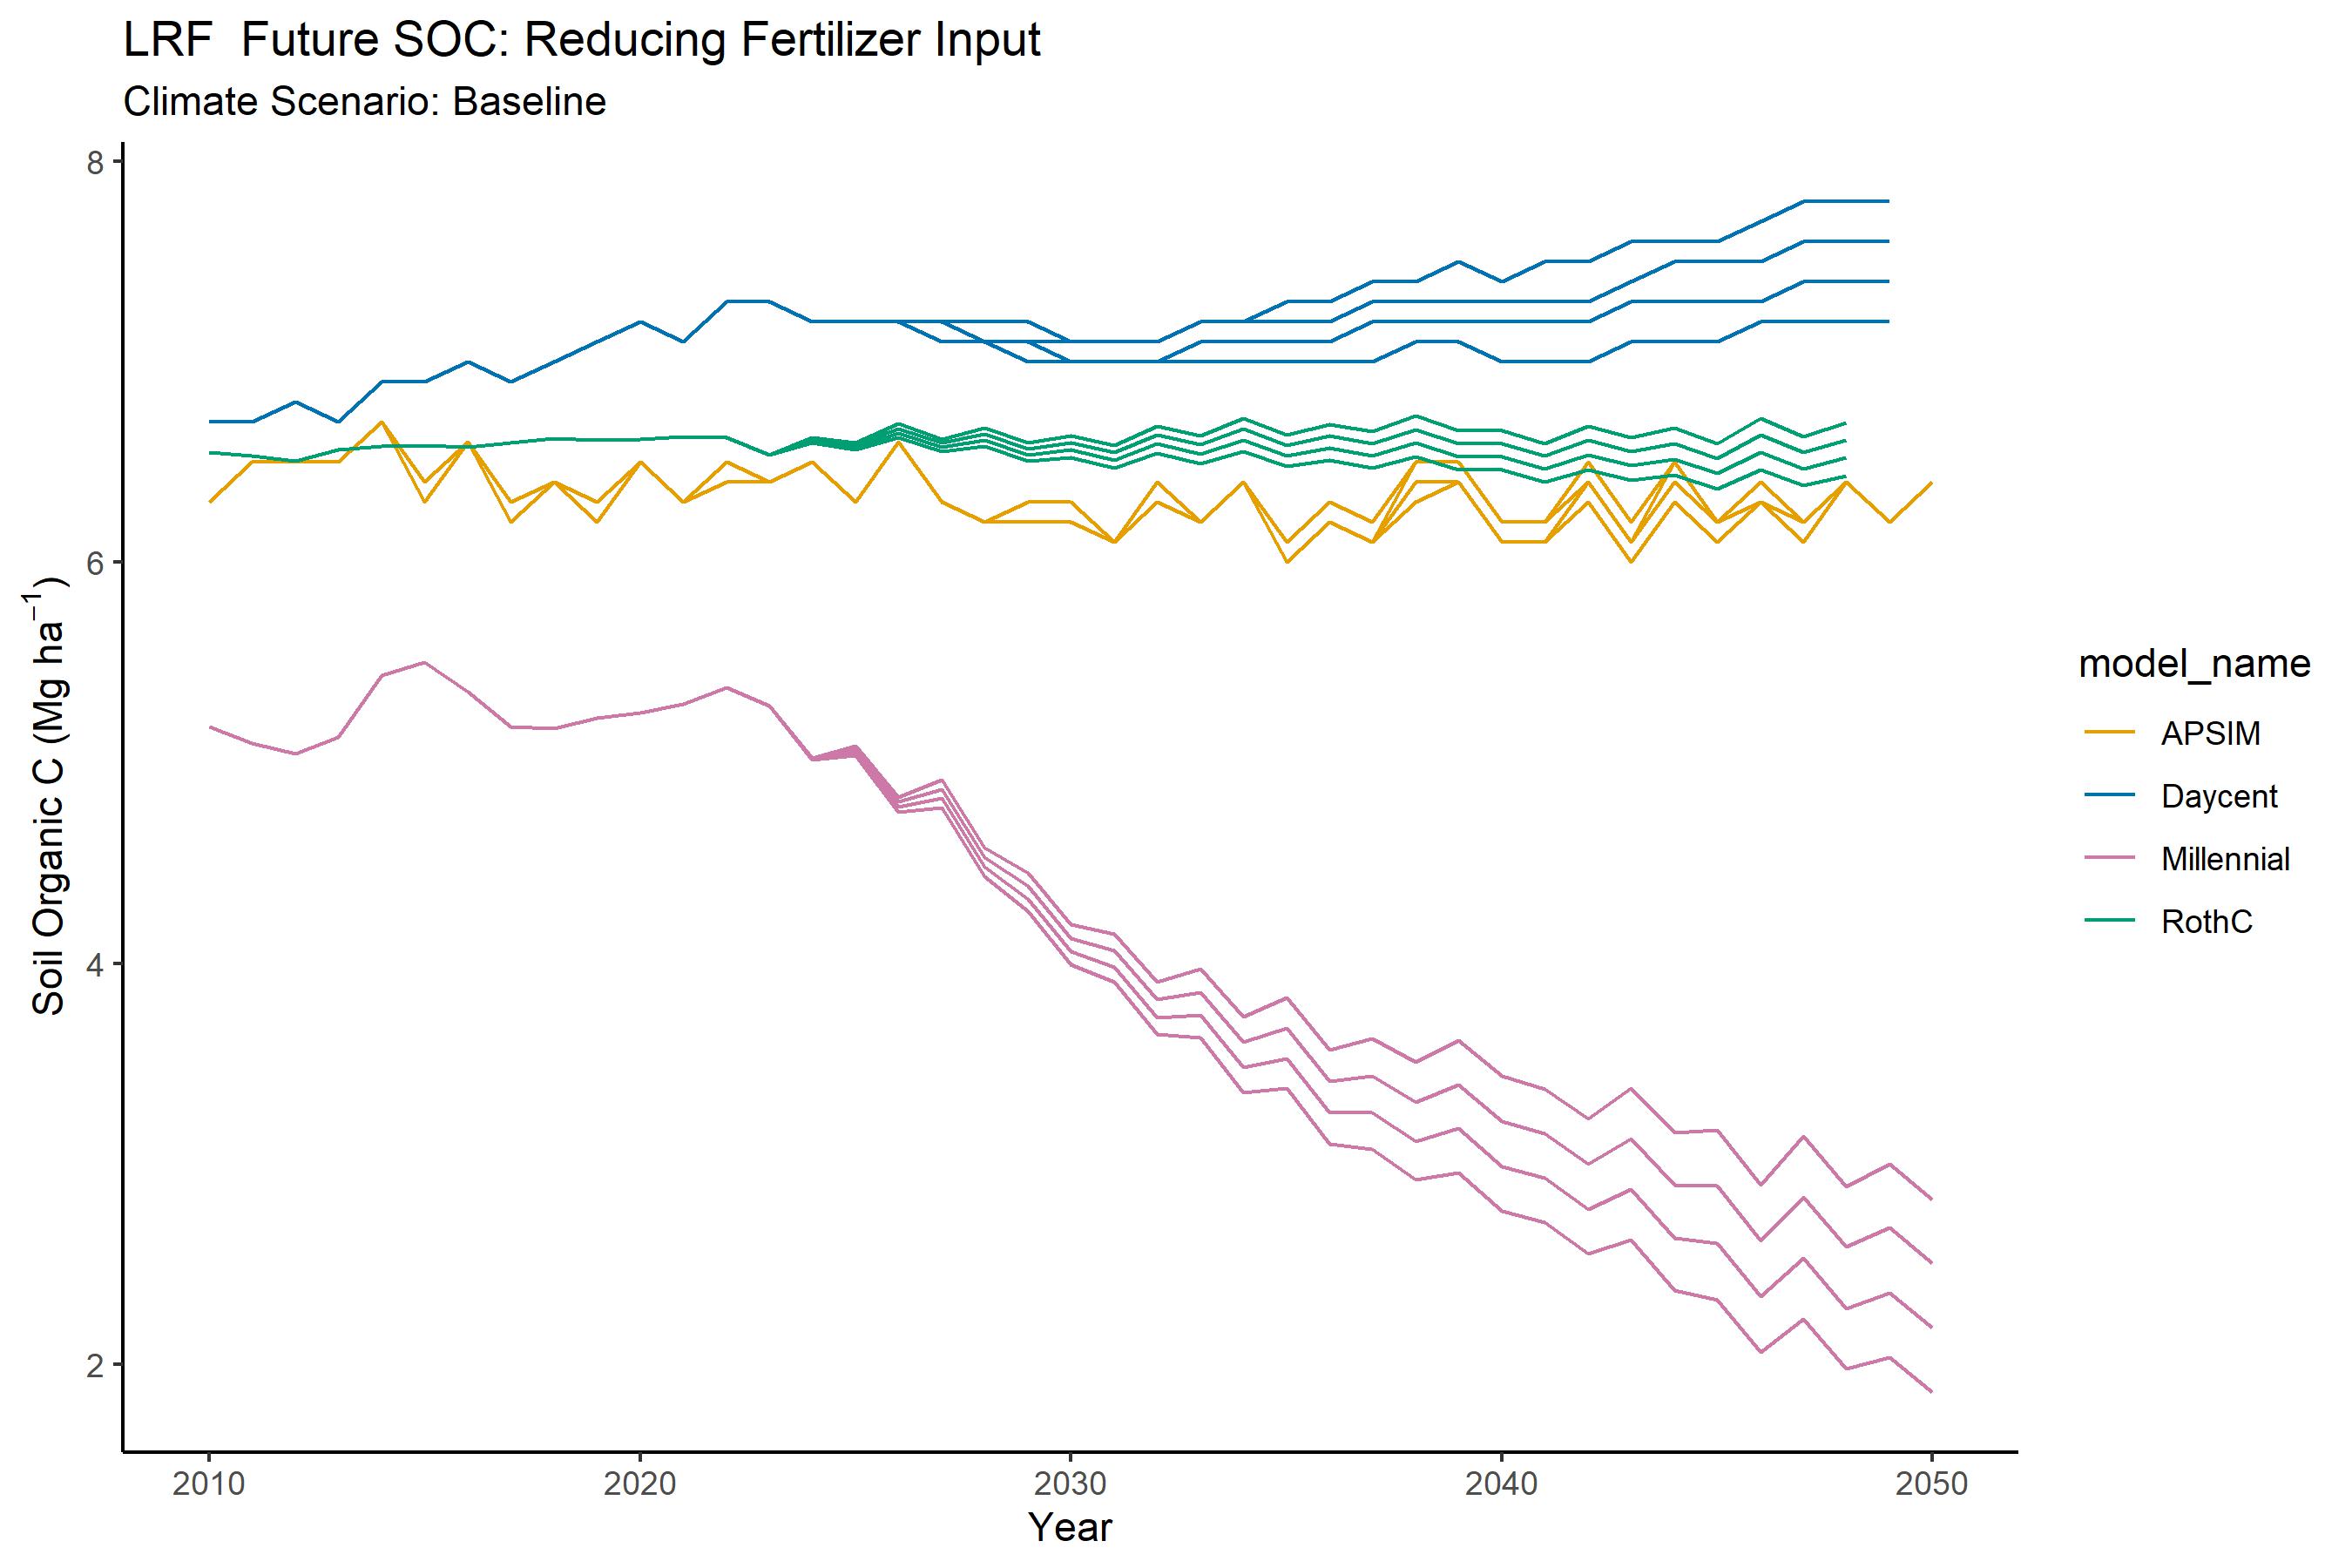 LRF  Future SOC: Reducing Fertilizer Input
Climate Scenario: Baseline
Soil Organic C (Mg ha⁻¹)
8
6
4
2
2010
2020
2030
2040
2050
Year
model_name
APSIM
Daycent
Millennial
RothC